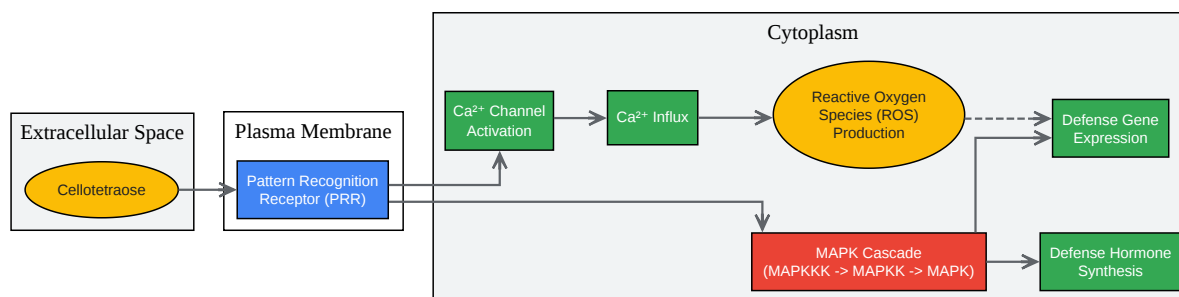 Extracellular Space
Cellotetraose
Plasma Membrane
Pattern Recognition
Receptor (PRR)
Cytoplasm
Ca²⁺ Channel
Activation
Ca²⁺ Influx
Reactive Oxygen
Species (ROS)
Production
Defense Gene
Expression
MAPK Cascade
(MAPKKK -> MAPKK -> MAPK)
Defense Hormone
Synthesis